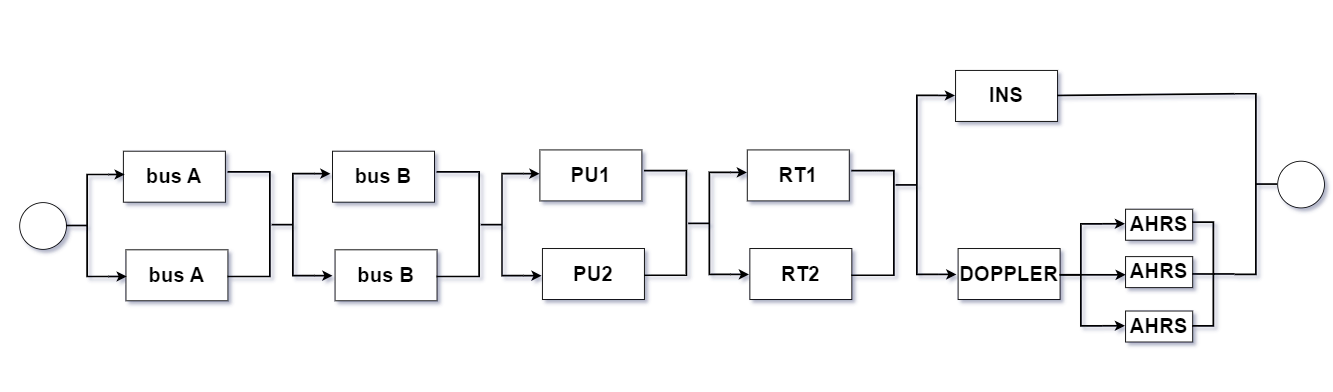 INS
bus A
bus B
PU1
RT1
AHRS
bus A
bus B
PU2
RT2
DOPPLER
AHRS
AHRS